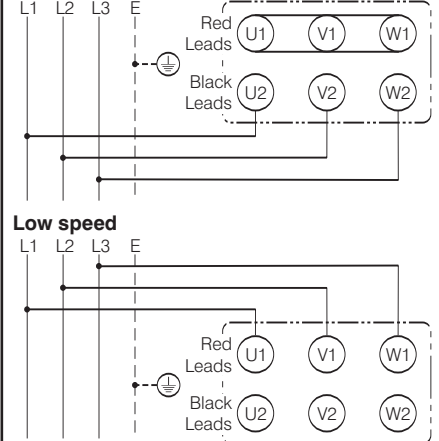 L1 L2 L3 E
Red Leads U1 V1 W1
Black Leads U2 V2 W2
Low speed
L1 L2 L3 E
Red Leads U1 V1 W1
Black Leads U2 V2 W2